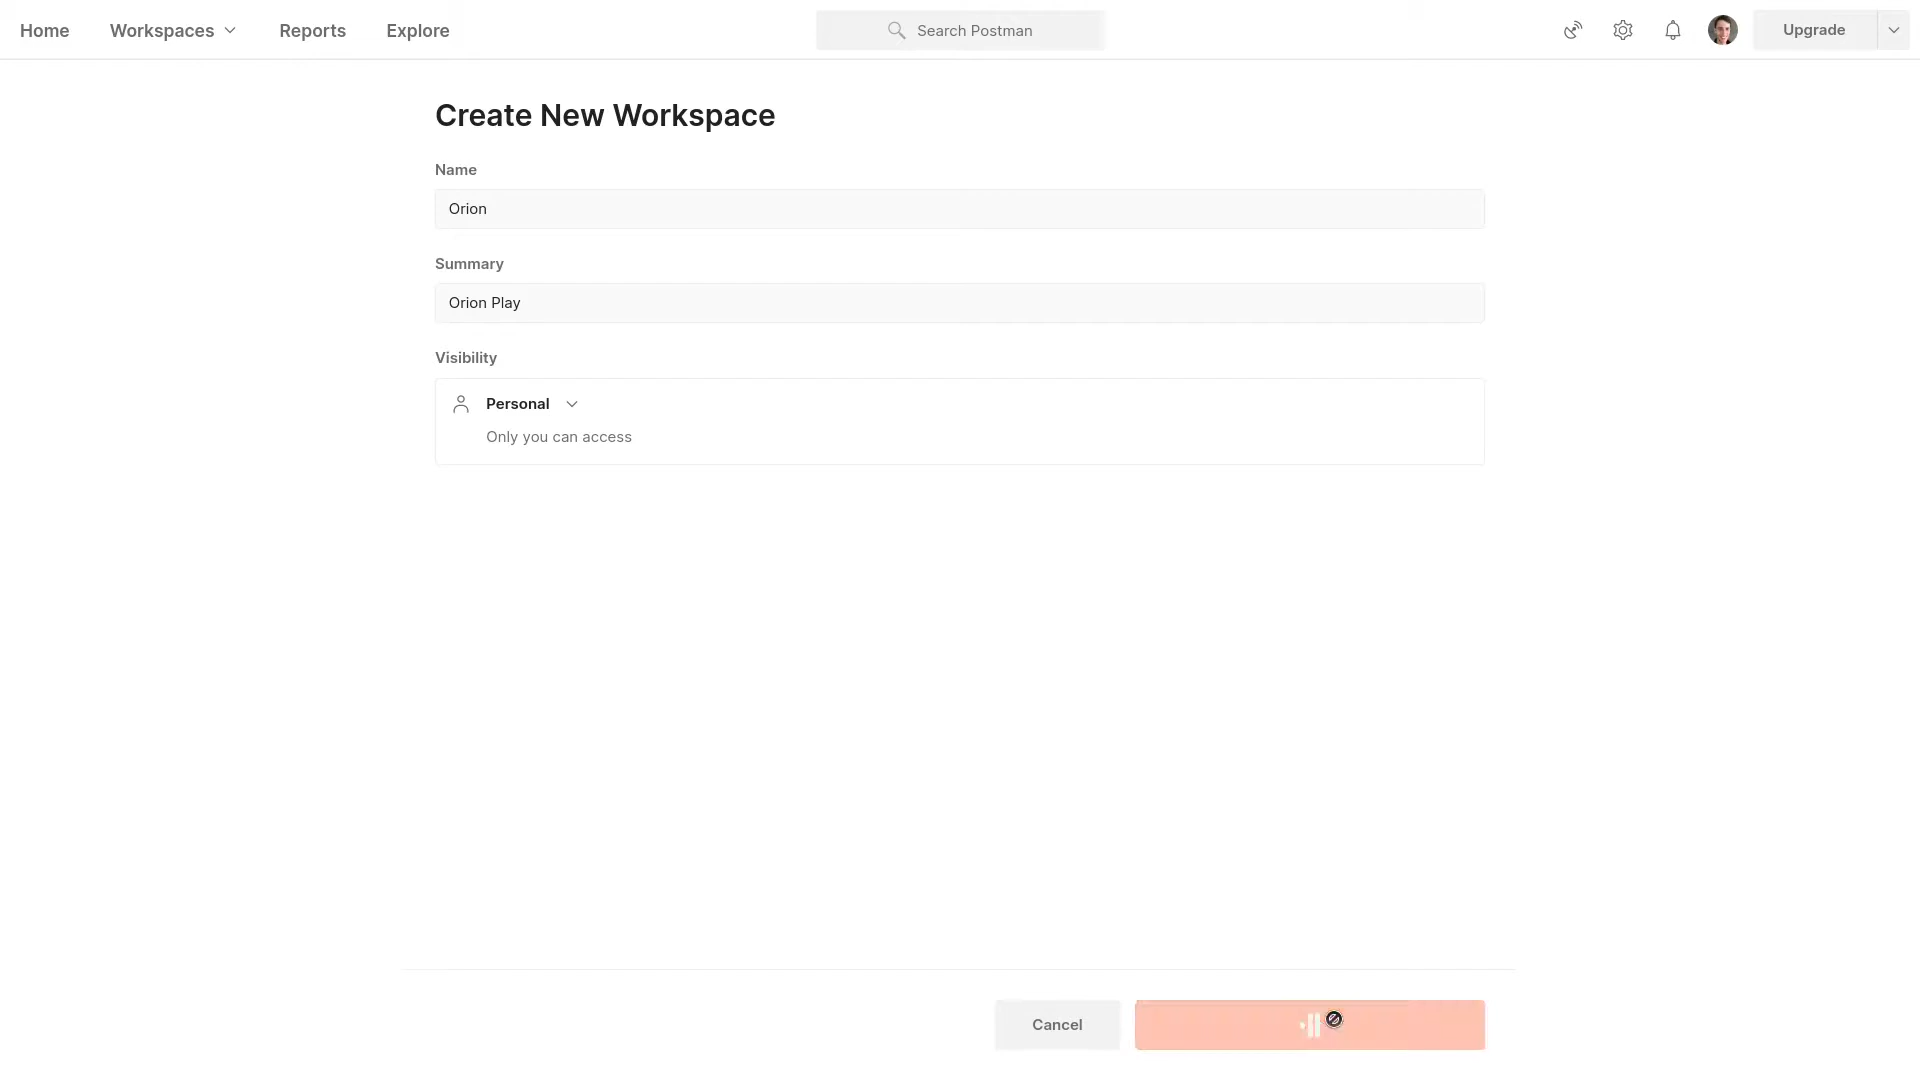 Home Workspaces Reports Explore Search Postman Upgrade
Create New Workspace
Name
Orion
Summary
Orion Play
Visibility
Personal
Only you can access
Cancel